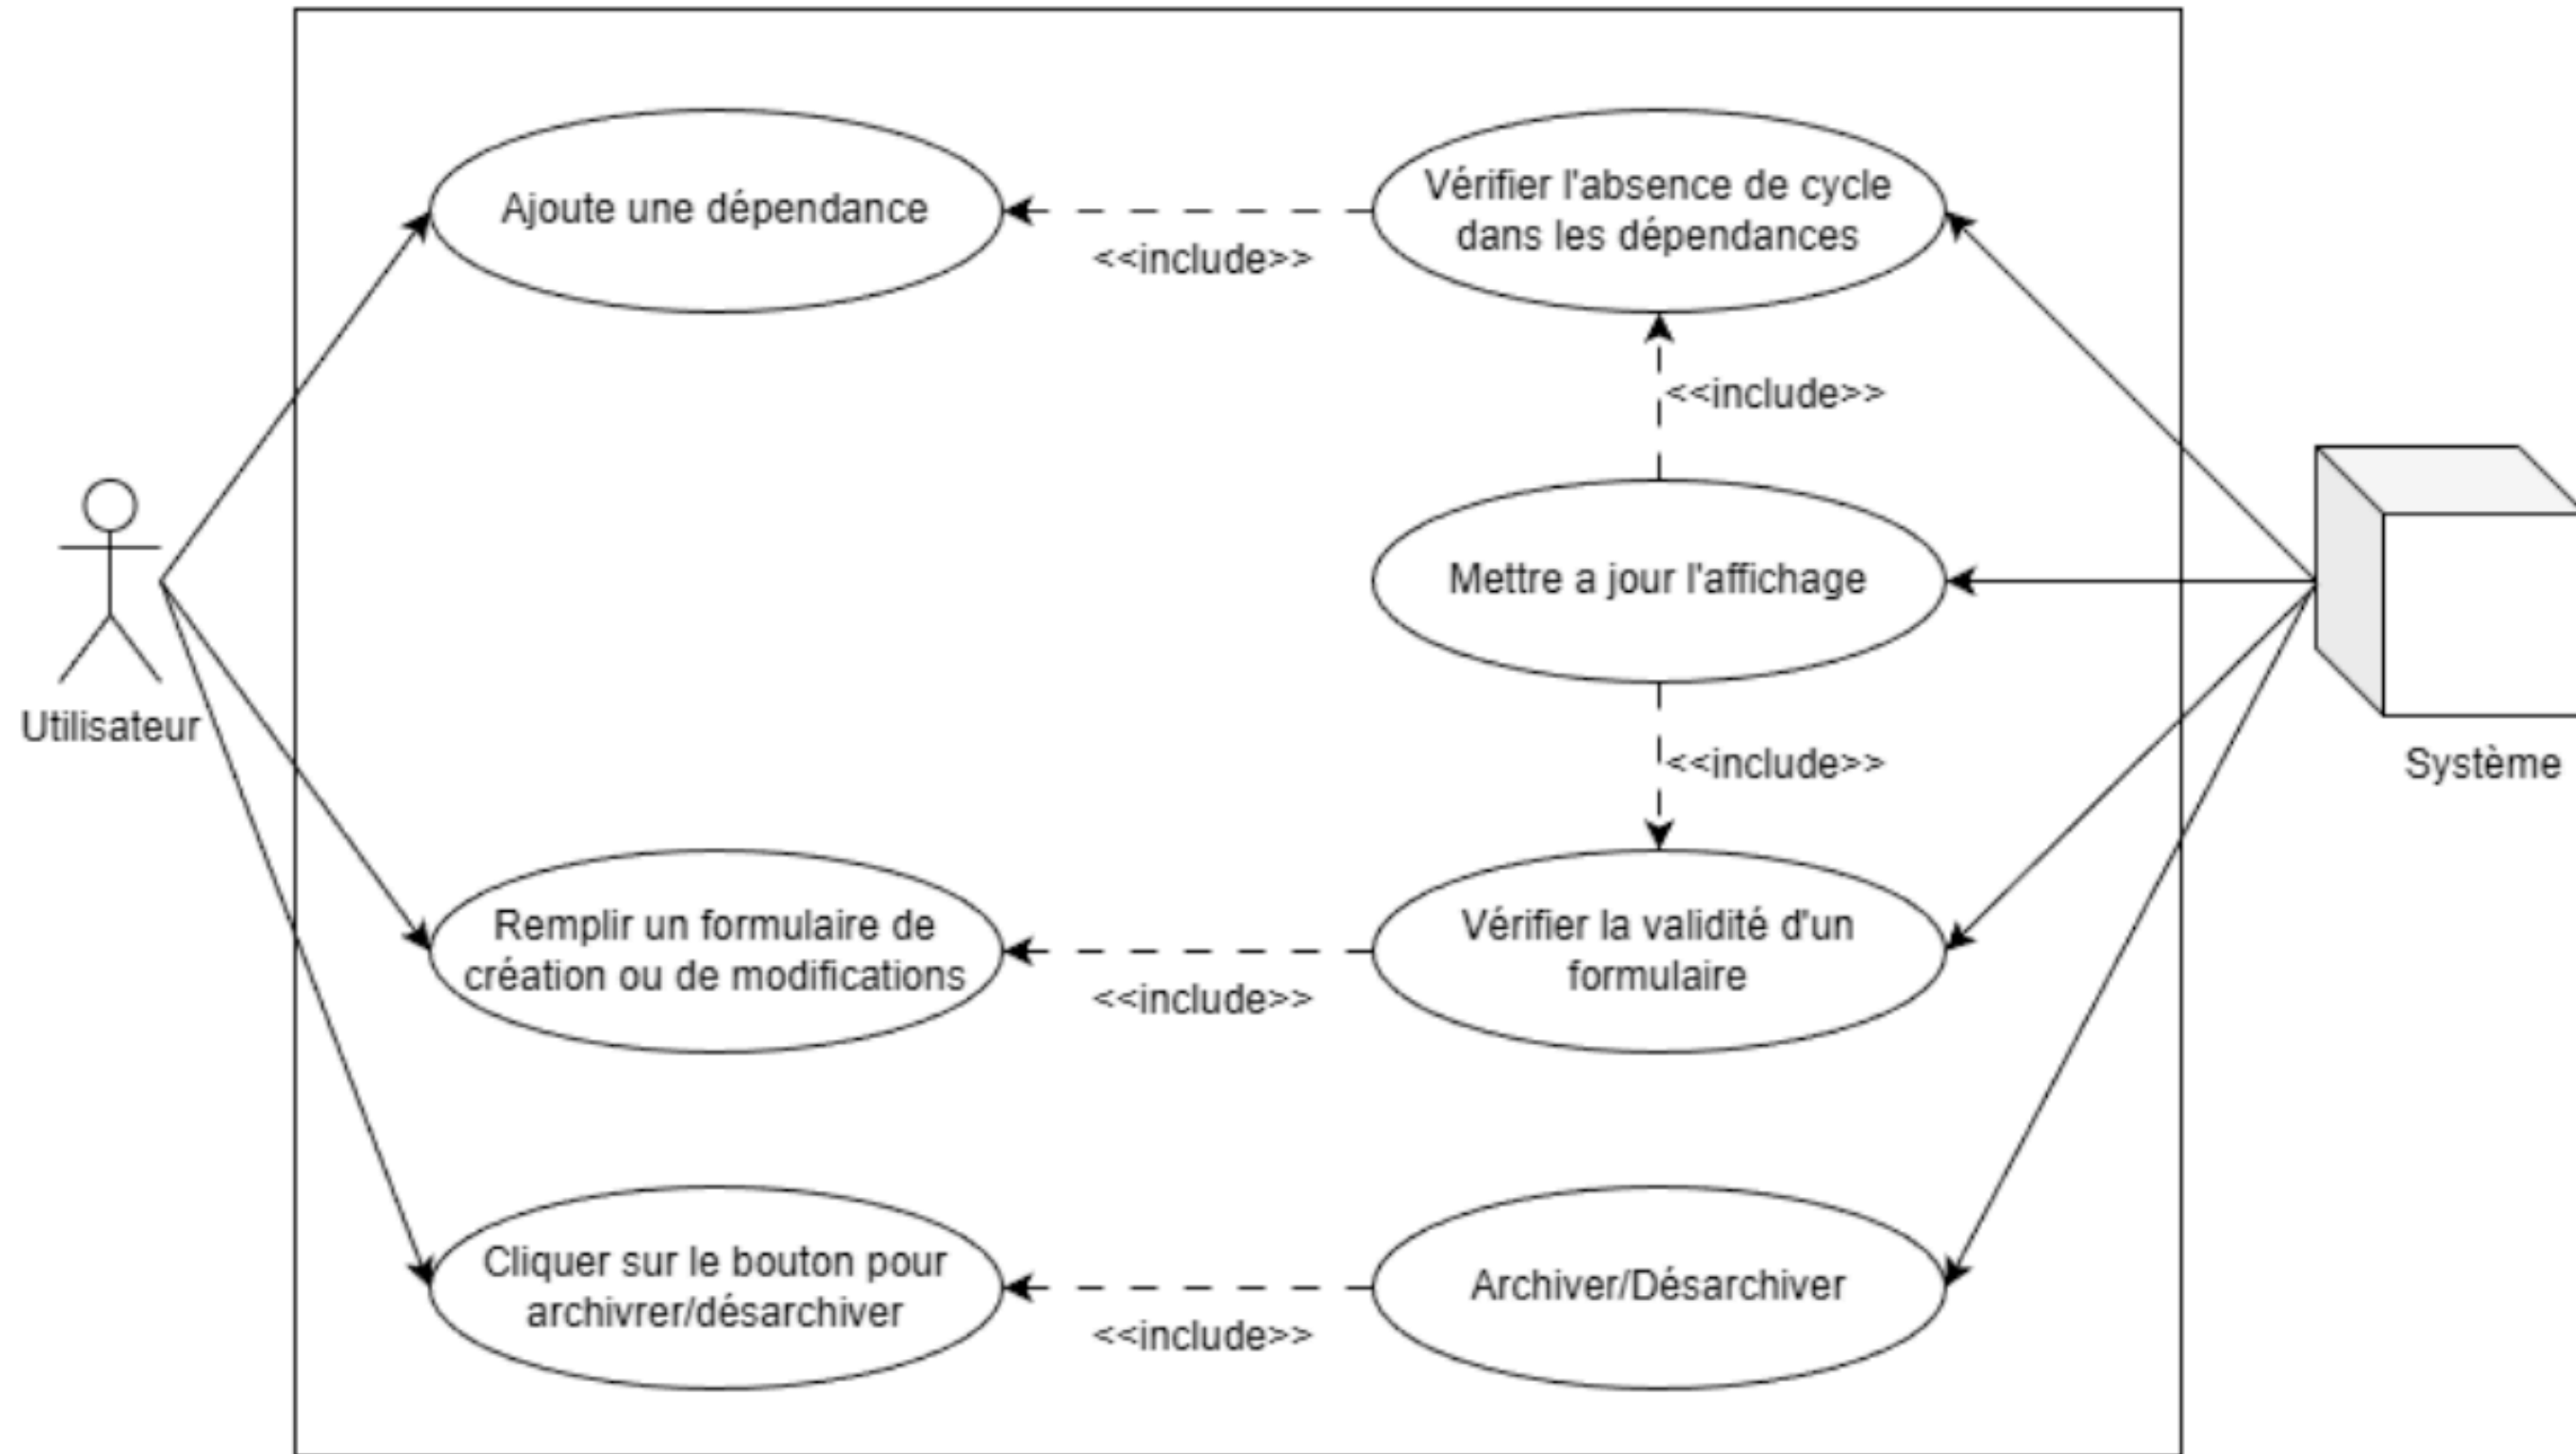 Ajoute une dépendance
<<include>>
Vérifier l'absence de cycle
dans les dépendances
<<include>>
Mettre a jour l'affichage
Utilisateur
Système
<<include>>
Remplir un formulaire de
création ou de modifications
<<include>>
Vérifier la validité d'un
formulaire
Cliquer sur le bouton pour
archivrer/désarchiver
<<include>>
Archiver/Désarchiver